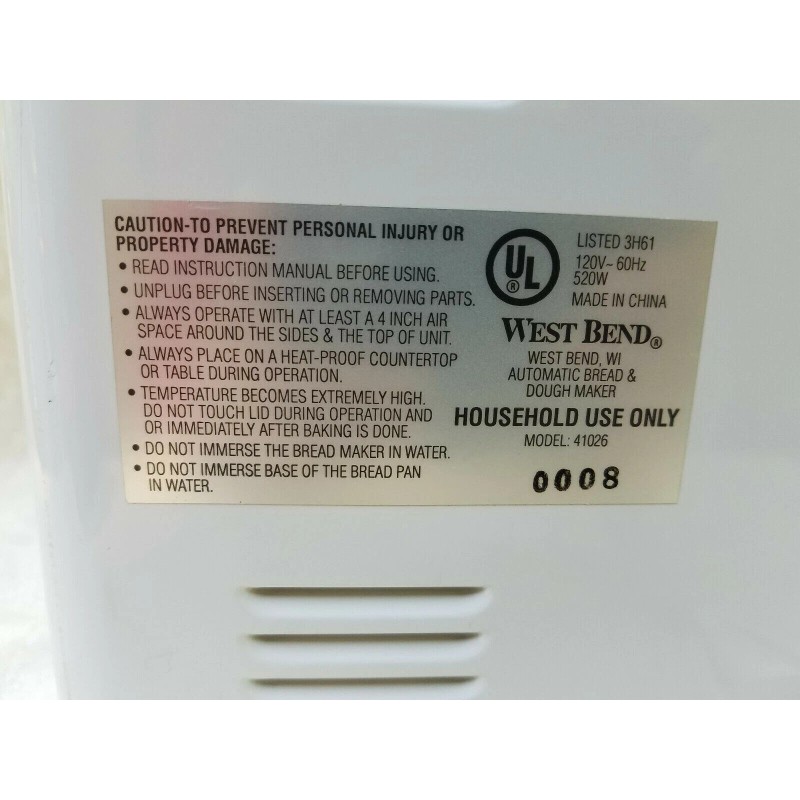 CAUTION-TO PREVENT PERSONAL INJURY OR
PROPERTY DAMAGE:
• READ INSTRUCTION MANUAL BEFORE USING.
• UNPLUG BEFORE INSERTING OR REMOVING PARTS.
• ALWAYS OPERATE WITH AT LEAST A 4 INCH AIR
SPACE AROUND THE SIDES & THE TOP OF UNIT.
• ALWAYS PLACE ON A HEAT-PROOF COUNTERTOP
OR TABLE DURING OPERATION.
• TEMPERATURE BECOMES EXTREMELY HIGH.
DO NOT TOUCH LID DURING OPERATION AND
OR IMMEDIATELY AFTER BAKING IS DONE.
• DO NOT IMMERSE THE BREAD MAKER IN WATER.
• DO NOT IMMERSE BASE OF THE BREAD PAN
IN WATER.
UL®
LISTED 3H61
120V~ 60Hz
520W
MADE IN CHINA
WEST BEND®
WEST BEND, WI
AUTOMATIC BREAD &
DOUGH MAKER
HOUSEHOLD USE ONLY
MODEL: 41026
0008